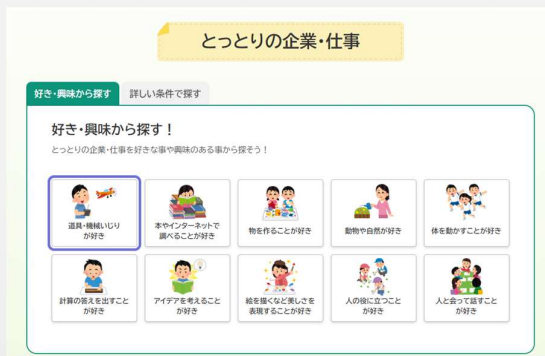 とっとりの企業・仕事
好き・興味から探す
詳しい条件で探す
好き・興味から探す！
とっとりの企業・仕事を好きな事や興味のある事から探そう！
道具・機械いじり
が好き
本やインターネットで
調べることが好き
物を作ることが好き
動物や自然が好き
体を動かすことが好き
計算の答えを出すこと
が好き
アイデアを考えること
が好き
絵を描くなど美しさを
表現することが好き
人の役に立つこと
が好き
人と会って話すこと
が好き